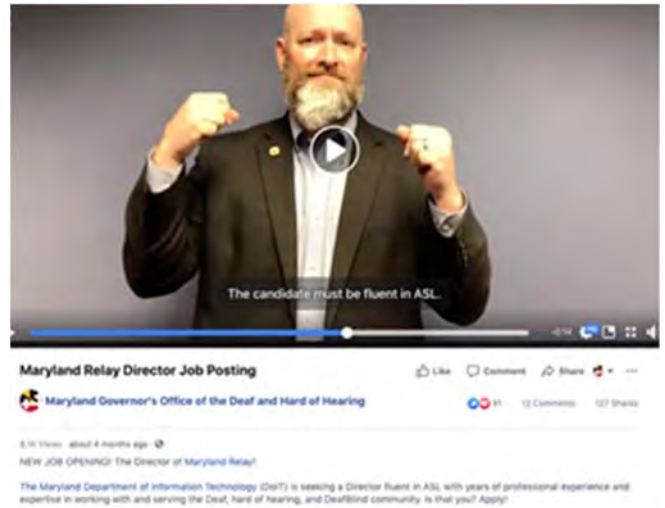 The candidate must be fluent in ASL.
-0:14
Maryland Relay Director Job Posting
Like Comment Share
Maryland Governor's Office of the Deaf and Hard of Hearing
91 12 Comments 127 Shares
Views · about 4 months ago ·
NEW JOB OPENING! The Director of Maryland Relay!
The Maryland Department of Information Technology (DoIT) is seeking a Director fluent in ASL with years of professional experience and
expertise in working with and serving the Deaf, hard of hearing, and DeafBlind community. Is that you? Apply!